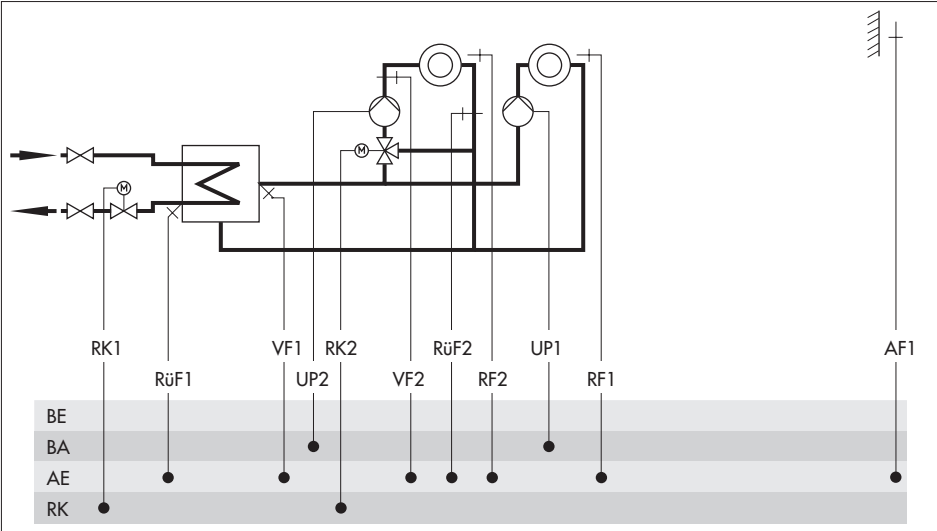 M
M
RK1 VF1 RK2 RüF2 UP1 AF1
RüF1 UP2 VF2 RF2 RF1
BE
BA
AE
RK